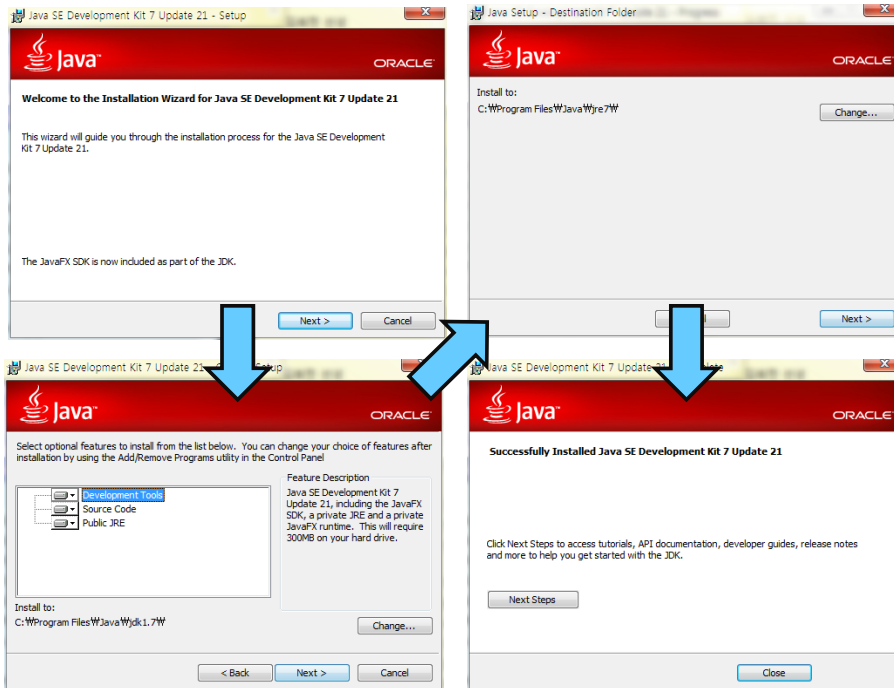 Java SE Development Kit 7 Update 21 - Setup
Java™
ORACLE
Welcome to the Installation Wizard for Java SE Development Kit 7 Update 21
This wizard will guide you through the installation process for the Java SE Development
Kit 7 Update 21.
The JavaFX SDK is now included as part of the JDK.
Next >
Cancel
Java SE Development Kit 7 Update 21
Java™
ORACLE
Select optional features to install from the list below. You can change your choice of features after
installation by using the Add/Remove Programs utility in the Control Panel
Development Tools
Source Code
Public JRE
Feature Description
Java SE Development Kit 7
Update 21, including the JavaFX
SDK, a private JRE and a private
JavaFX runtime. This will require
300MB on your hard drive.
Install to:
C:₩Program Files₩Java₩jdk1.7₩
Change...
< Back
Next >
Cancel
Java Setup - Destination Folder
Java™
ORACLE
Install to:
C:₩Program Files₩Java₩jre7₩
Change...
Next >
Java SE Development Kit 7 Update
Java™
ORACLE
Successfully Installed Java SE Development Kit 7 Update 21
Click Next Steps to access tutorials, API documentation, developer guides, release notes
and more to help you get started with the JDK.
Next Steps
Close